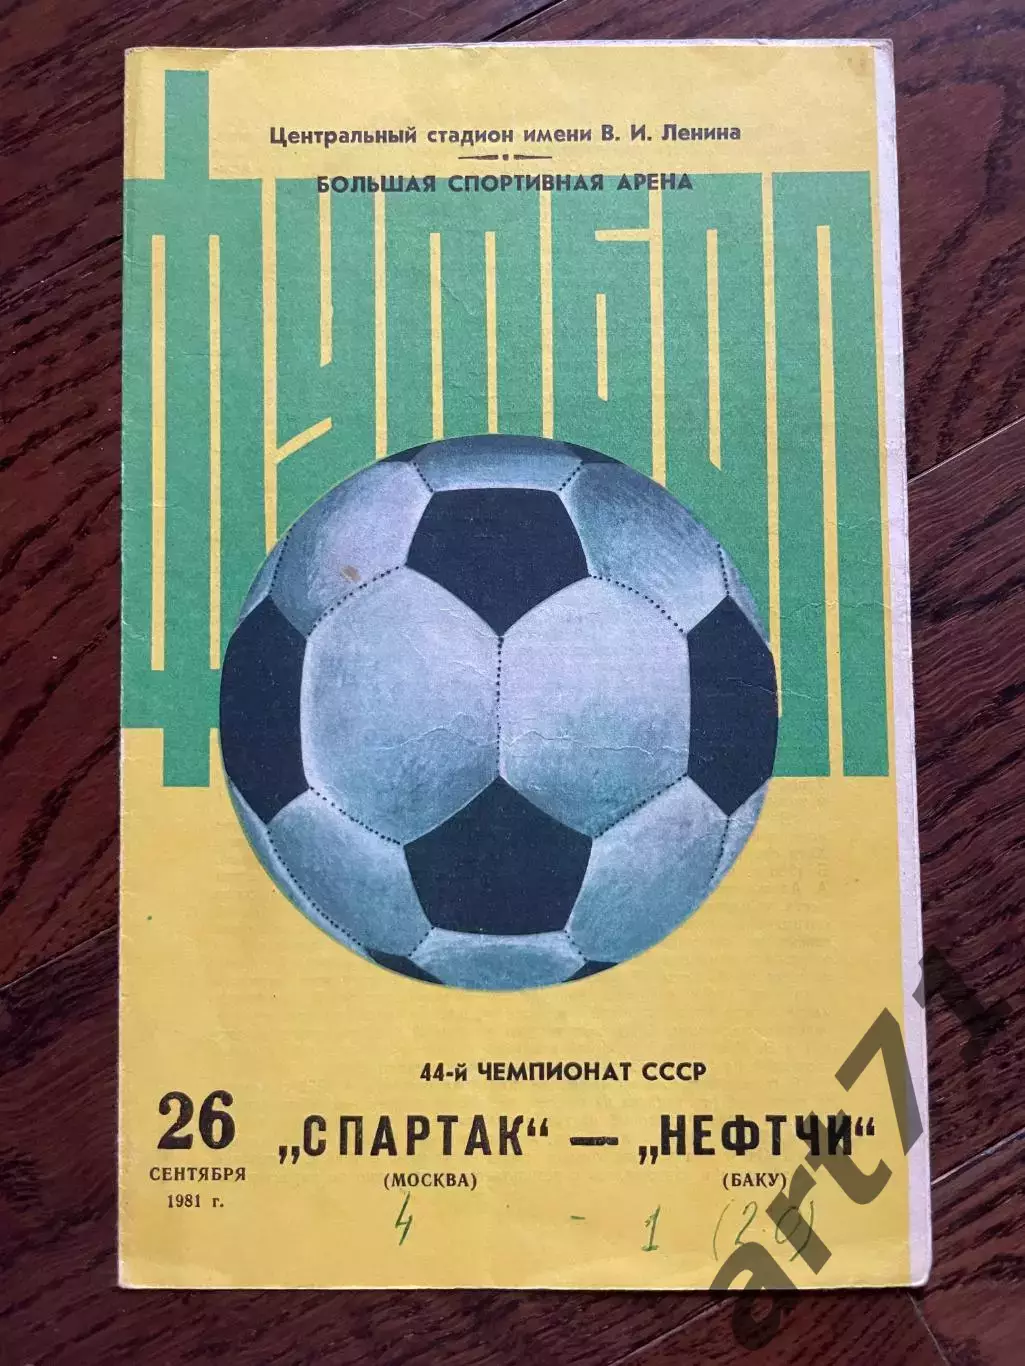 Центральный стадион имени В. И. Ленина
БОЛЬШАЯ СПОРТИВНАЯ АРЕНА
ФУТБОЛ
44-й ЧЕМПИОНАТ СССР
26 „СПАРТАК“ — „НЕФТЧИ“
СЕНТЯБРЯ (МОСКВА) (БАКУ)
1981 г.
4 - 1 (2:0)
art71